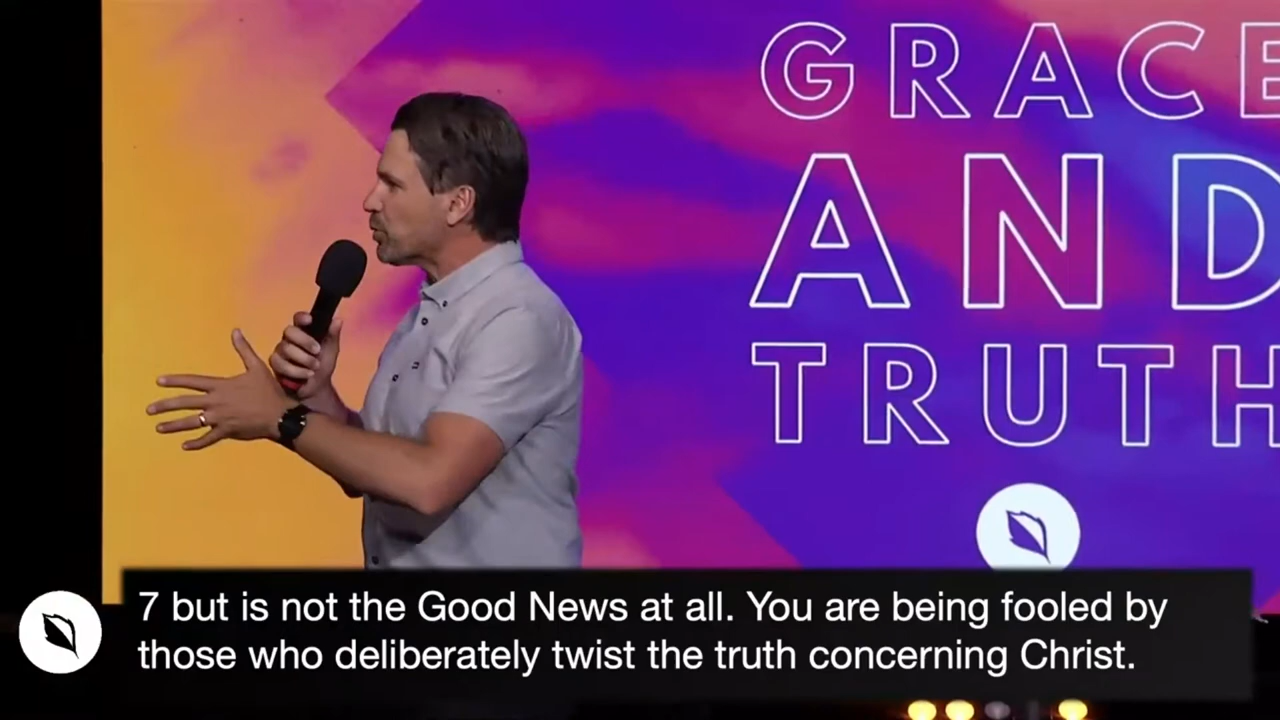 GRACE
AND
TRUTH
7 but is not the Good News at all. You are being fooled by
those who deliberately twist the truth concerning Christ.